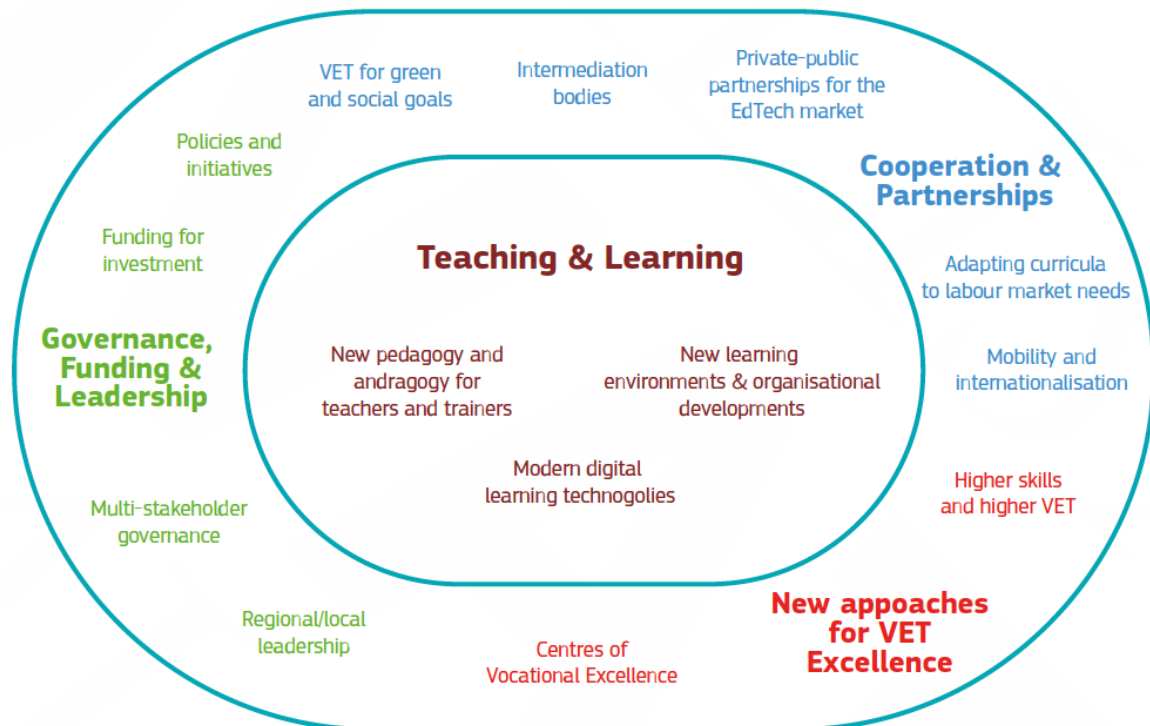 VET for green
and social goals
Intermediation
bodies
Private-public
partnerships for the
EdTech market
Policies and
initiatives
Cooperation &
Partnerships
Funding for
investment
Teaching & Learning
Adapting curricula
to labour market needs
Governance,
Funding &
Leadership
New pedagogy and
andragogy for
teachers and trainers
New learning
environments & organisational
developments
Mobility and
internationalisation
Modern digital
learning technogolies
Higher skills
and higher VET
Multi-stakeholder
governance
New appoaches
for VET
Excellence
Regional/local
leadership
Centres of
Vocational Excellence